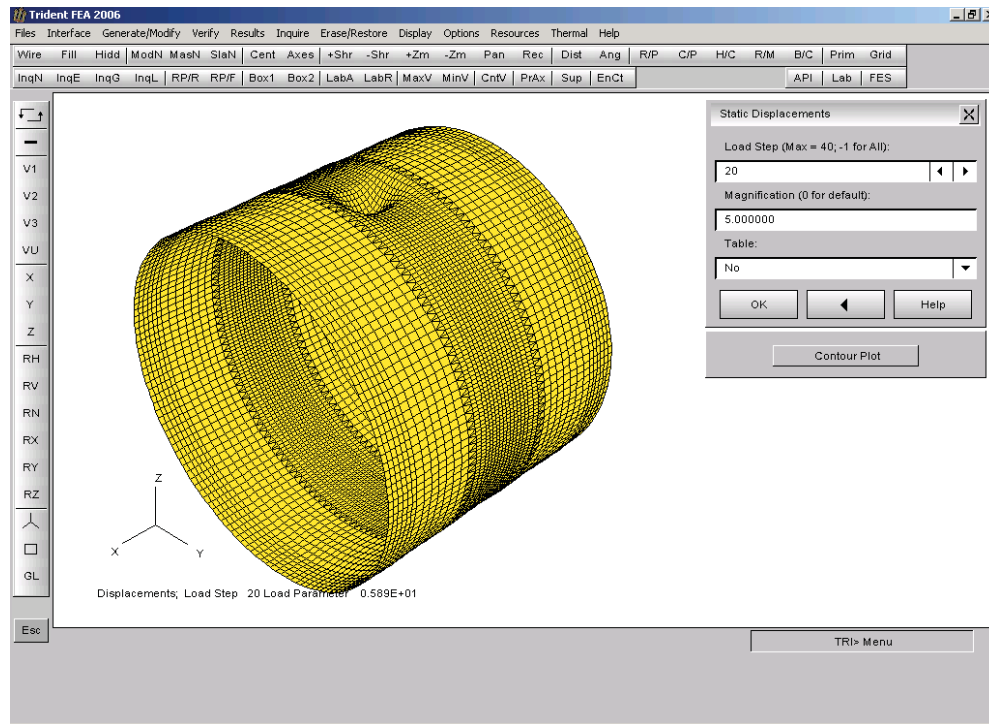 Trident FEA 2006
Files Interface Generate/Modify Verify Results Inquire Erase/Restore Display Options Resources Thermal Help
Wire Fill Hidd ModN MasN SlaN Cent Axes +Shr -Shr +Zm -Zm Pan Rec Dist Ang R/P C/P H/C R/M B/C Prim Grid
InqN InqE InqG InqL RP/R RP/F Box1 Box2 LabA LabR MaxV MinV CntV PrAx Sup EnCt API Lab FES
V1
V2
V3
VU
X
Y
Z
RH
RV
RN
RX
RY
RZ
GL
Esc
Z
X
Y
Displacements; Load Step 20 Load Parameter 0.589E+01
Static Displacements
Load Step (Max = 40; -1 for All):
20
Magnification (0 for default):
5.000000
Table:
No
OK Help
Contour Plot
TRI> Menu